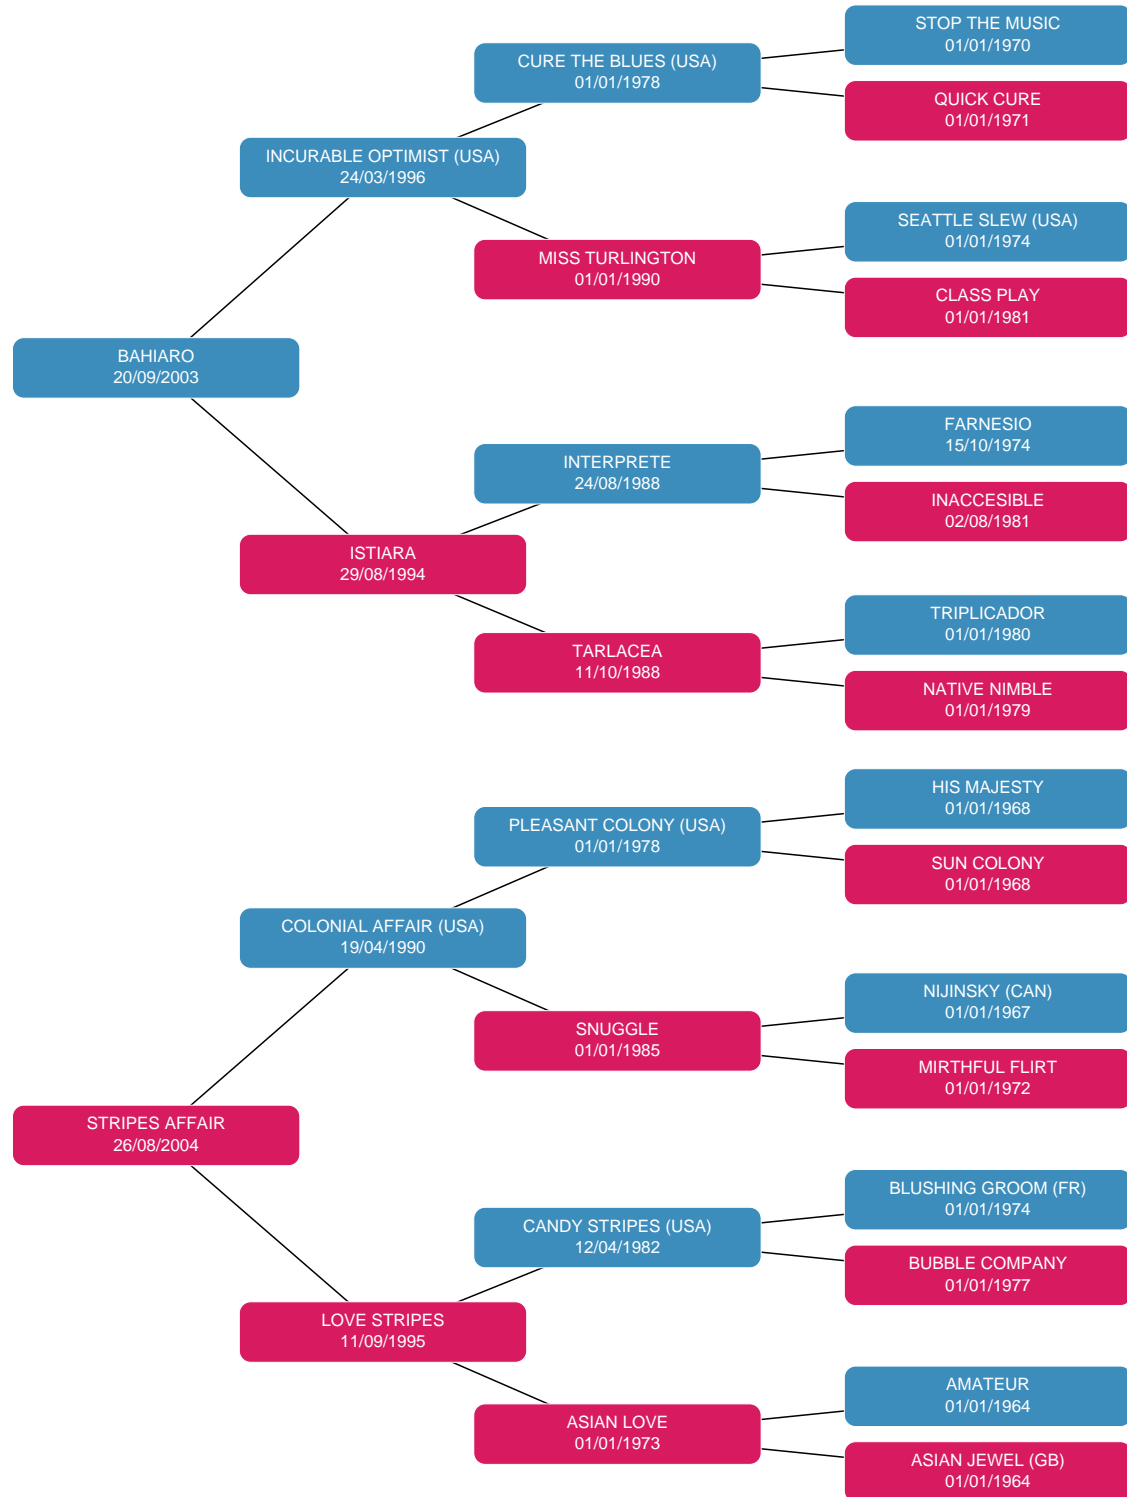 STOP THE MUSIC
01/01/1970
CURE THE BLUES (USA)
01/01/1978
QUICK CURE
01/01/1971
INCURABLE OPTIMIST (USA)
24/03/1996
SEATTLE SLEW (USA)
01/01/1974
MISS TURLINGTON
01/01/1990
CLASS PLAY
01/01/1981
BAHIARO
20/09/2003
FARNESIO
15/10/1974
INTERPRETE
24/08/1988
INACCESIBLE
02/08/1981
ISTIARA
29/08/1994
TRIPLICADOR
01/01/1980
TARLACEA
11/10/1988
NATIVE NIMBLE
01/01/1979
HIS MAJESTY
01/01/1968
PLEASANT COLONY (USA)
01/01/1978
SUN COLONY
01/01/1968
COLONIAL AFFAIR (USA)
19/04/1990
NIJINSKY (CAN)
01/01/1967
SNUGGLE
01/01/1985
MIRTHFUL FLIRT
01/01/1972
STRIPES AFFAIR
26/08/2004
BLUSHING GROOM (FR)
01/01/1974
CANDY STRIPES (USA)
12/04/1982
BUBBLE COMPANY
01/01/1977
LOVE STRIPES
11/09/1995
AMATEUR
01/01/1964
ASIAN LOVE
01/01/1973
ASIAN JEWEL (GB)
01/01/1964